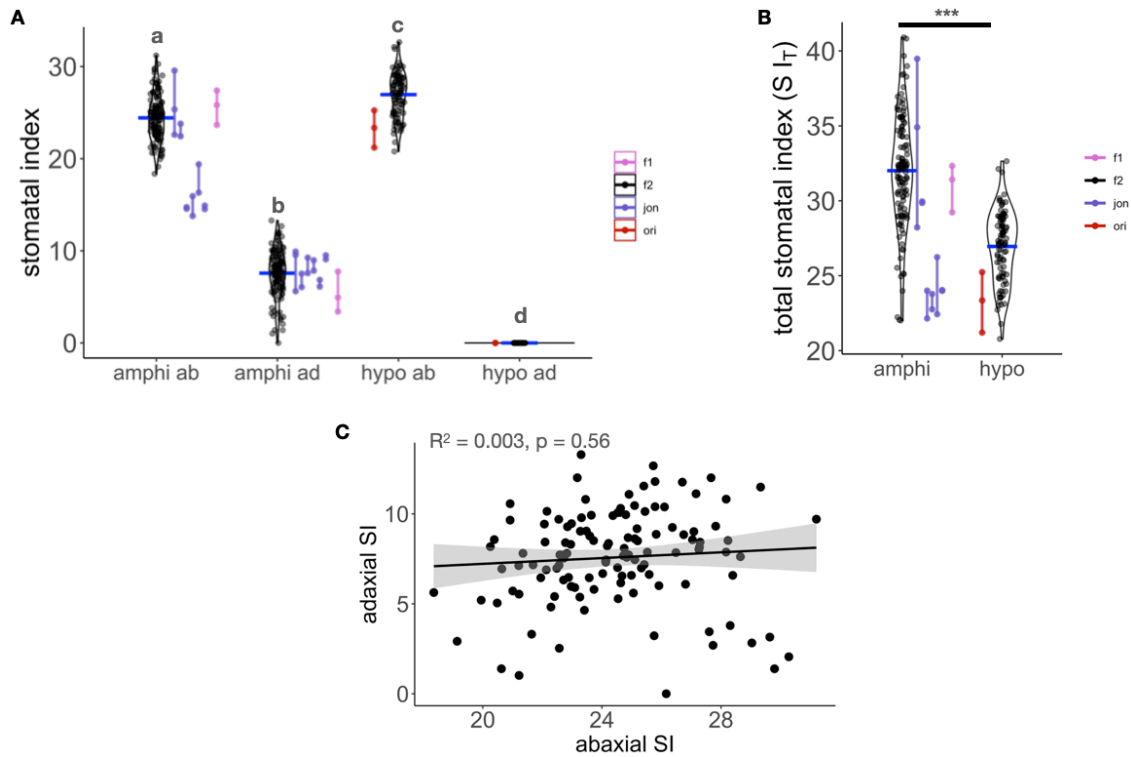 A
a
b
c
d
stomatal index
30
20
10
0
amphi ab
amphi ad
hypo ab
hypo ad
f1
f2
jon
ori
B
***
total stomatal index (S I_T)
40
35
30
25
20
amphi
hypo
f1
f2
jon
ori
C
R² = 0.003, p = 0.56
adaxial SI
10
5
0
20
24
28
abaxial SI